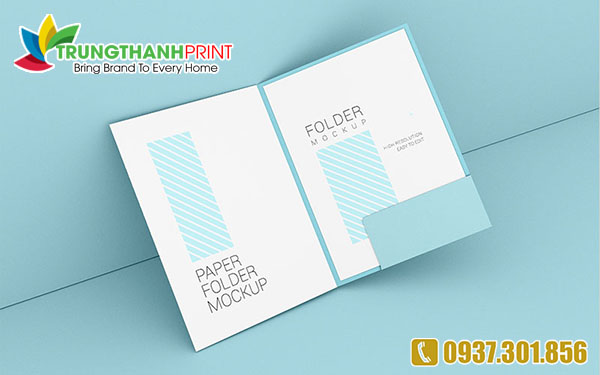 TRUNGTHANHPRINT
Bring Brand To Every Home
FOLDER
MOCKUP
HIGH RESOLUTION
EASY TO EDIT
PAPER
FOLDER
MOCKUP
0937.301.856